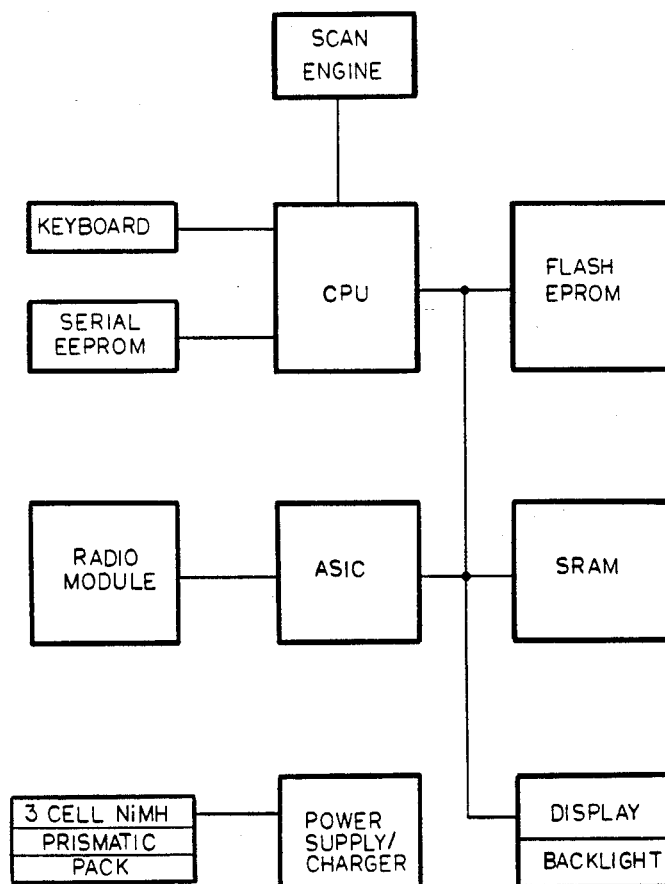 SCAN
ENGINE
KEYBOARD
CPU
FLASH
EPROM
SERIAL
EEPROM
RADIO
MODULE
ASIC
SRAM
3 CELL NiMH
PRISMATIC
PACK
POWER
SUPPLY/
CHARGER
DISPLAY
BACKLIGHT